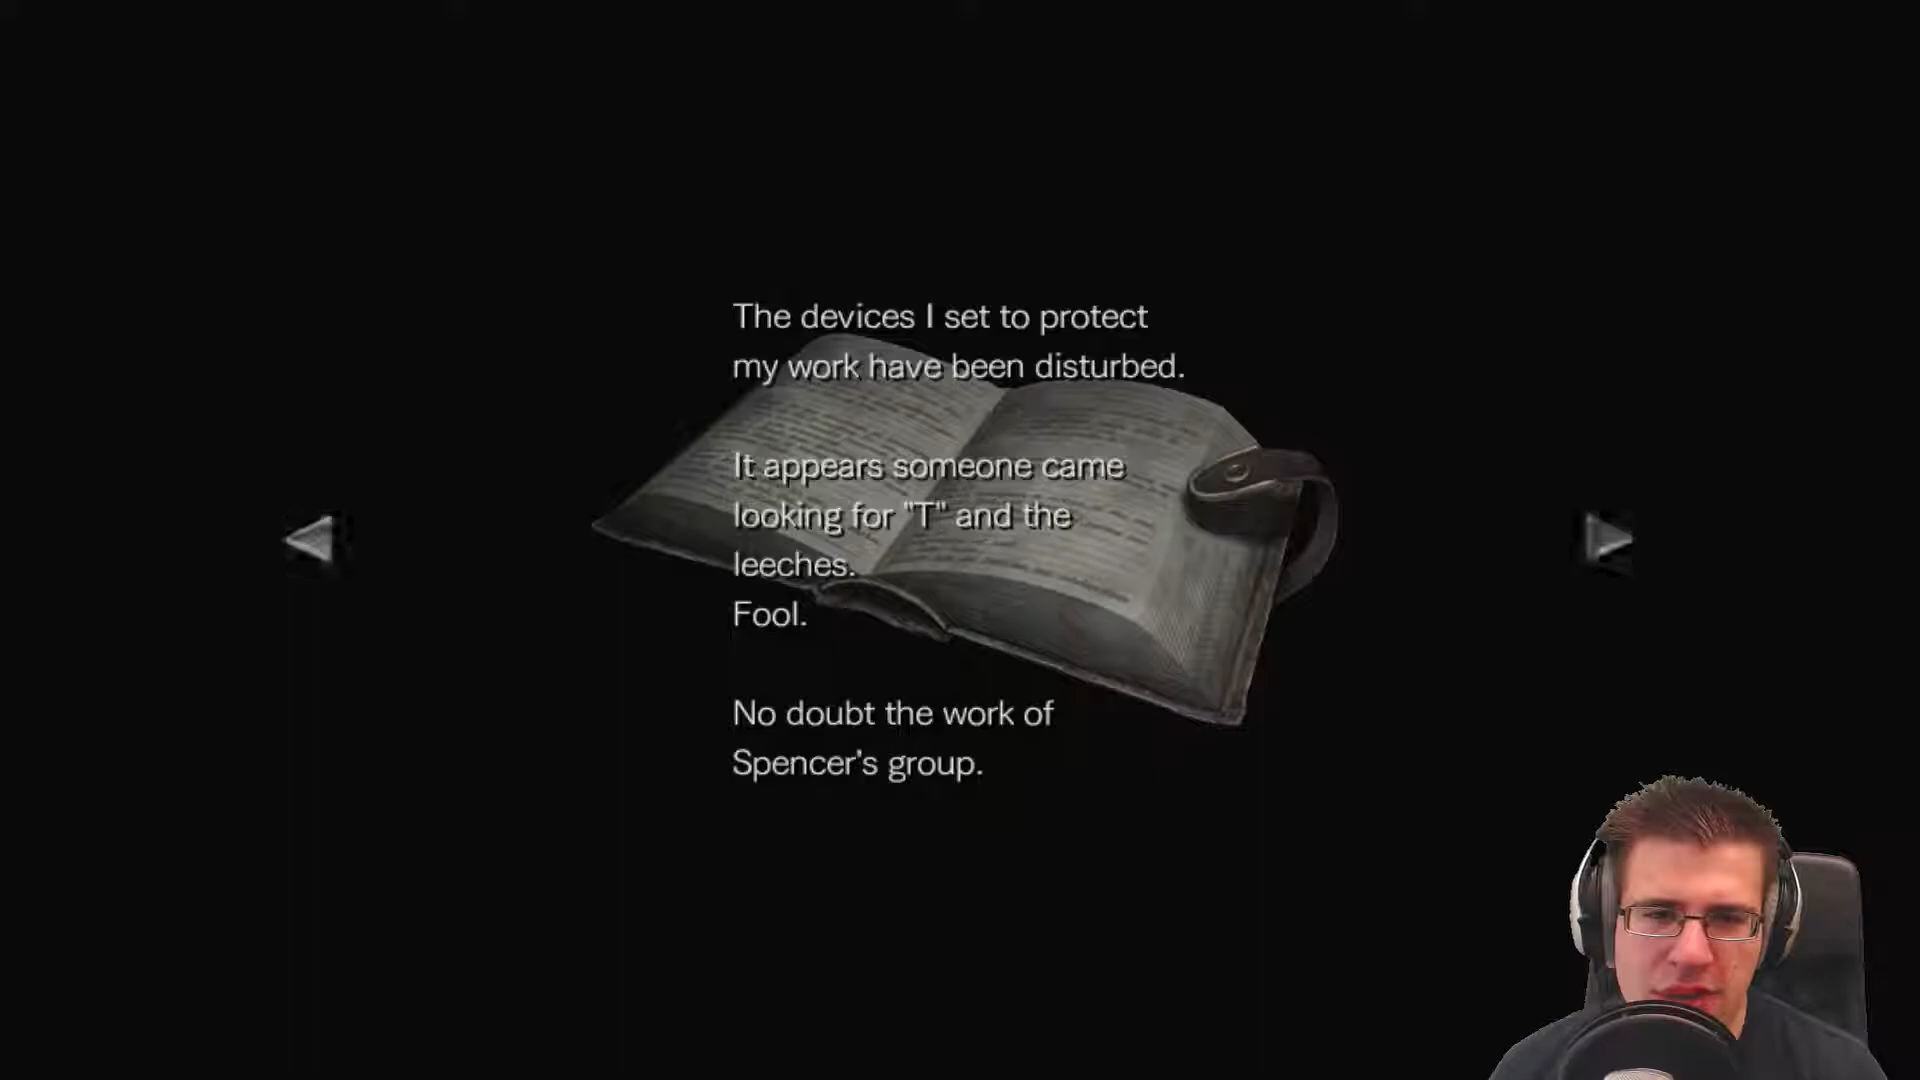 The devices I set to protect
my work have been disturbed.
It appears someone came
looking for "T" and the
leeches.
Fool.
No doubt the work of
Spencer's group.